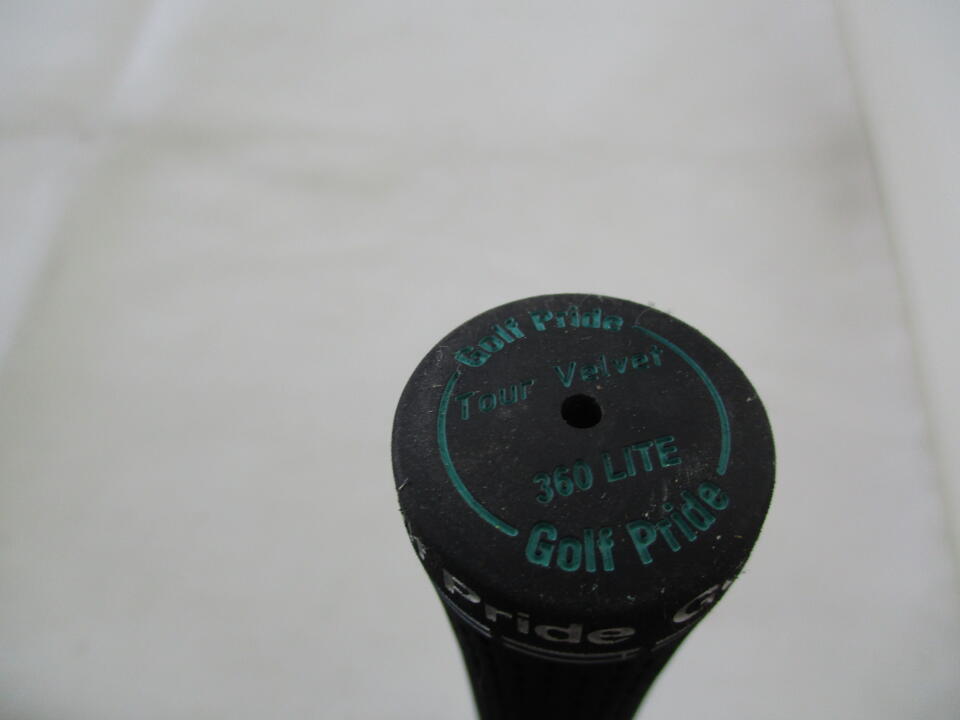 Golf Pride
Tour Velvet
360 LITE
Golf Pride
Pride G